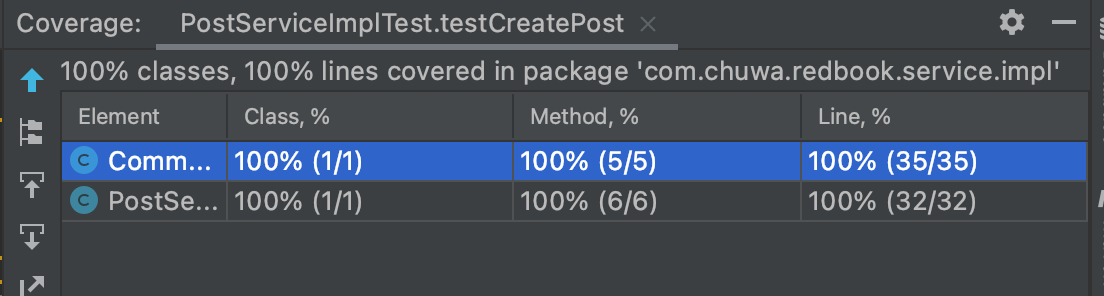 Coverage: PostServiceImplTest.testCreatePost
100% classes, 100% lines covered in package 'com.chuwa.redbook.service.impl'
Element Class, % Method, % Line, %
C Comm... 100% (1/1) 100% (5/5) 100% (35/35)
C PostSe... 100% (1/1) 100% (6/6) 100% (32/32)